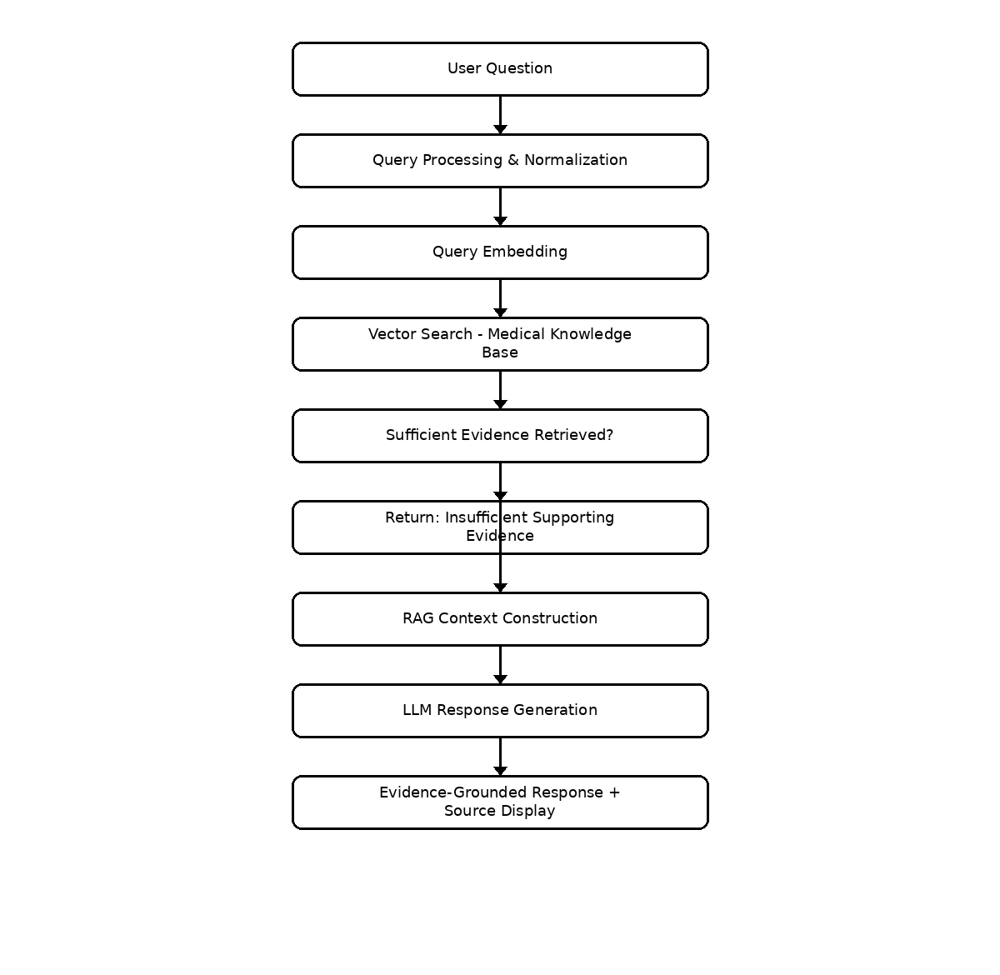 User Question
Query Processing & Normalization
Query Embedding
Vector Search - Medical Knowledge
Base
Sufficient Evidence Retrieved?
Return: Insufficient Supporting
Evidence
RAG Context Construction
LLM Response Generation
Evidence-Grounded Response +
Source Display